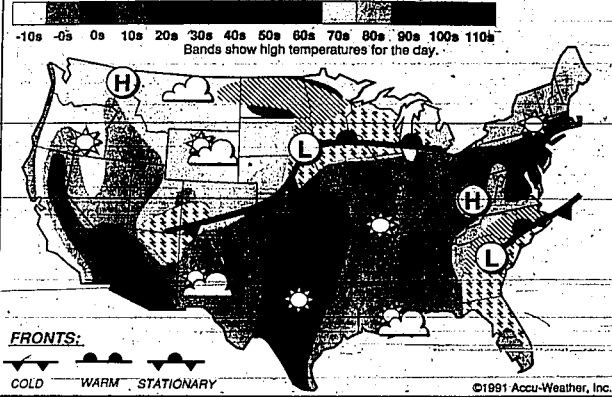 -10s -0s 0s 10s 20s 30s 40s 50s 60s 70s 80s 90s 100s 110s
Bands show high temperatures for the day.
H
L
H
L
FRONTS:
COLD WARM STATIONARY
©1991 Accu-Weather, Inc.